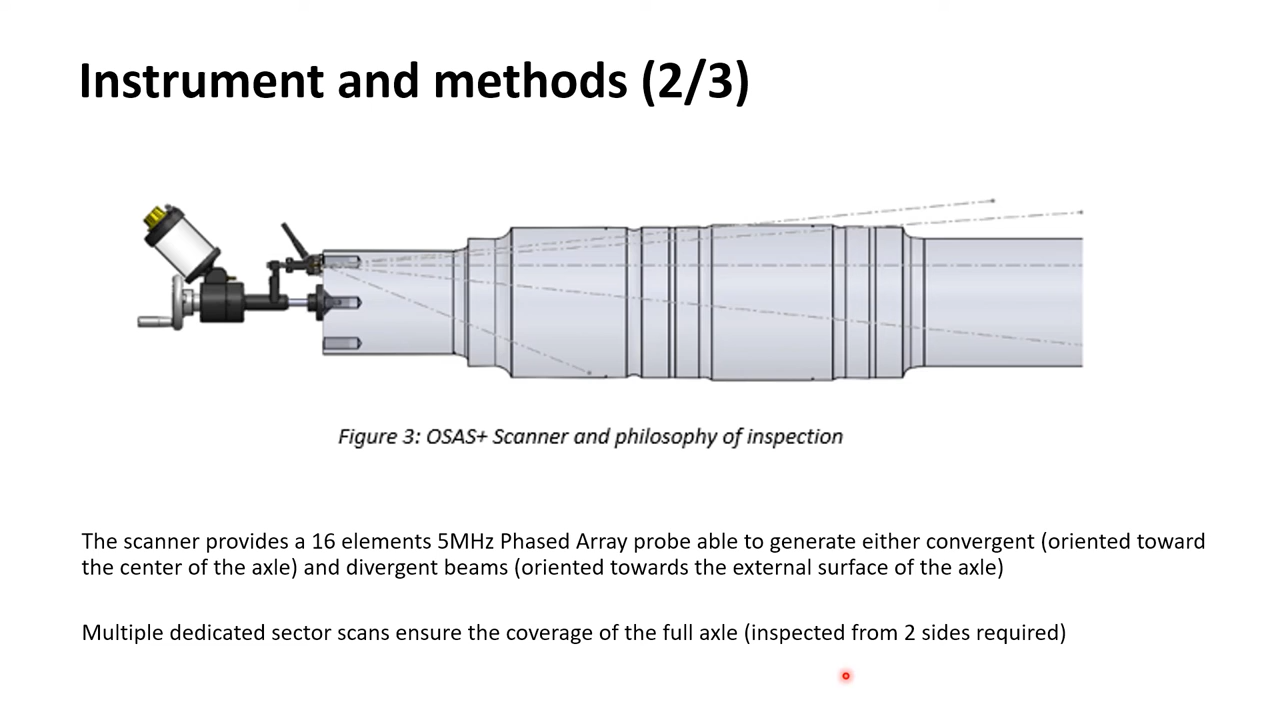 Instrument and methods (2/3)
Figure 3: OSAS+ Scanner and philosophy of inspection
The scanner provides a 16 elements 5MHz Phased Array probe able to generate either convergent (oriented toward
the center of the axle) and divergent beams (oriented towards the external surface of the axle)
Multiple dedicated sector scans ensure the coverage of the full axle (inspected from 2 sides required)